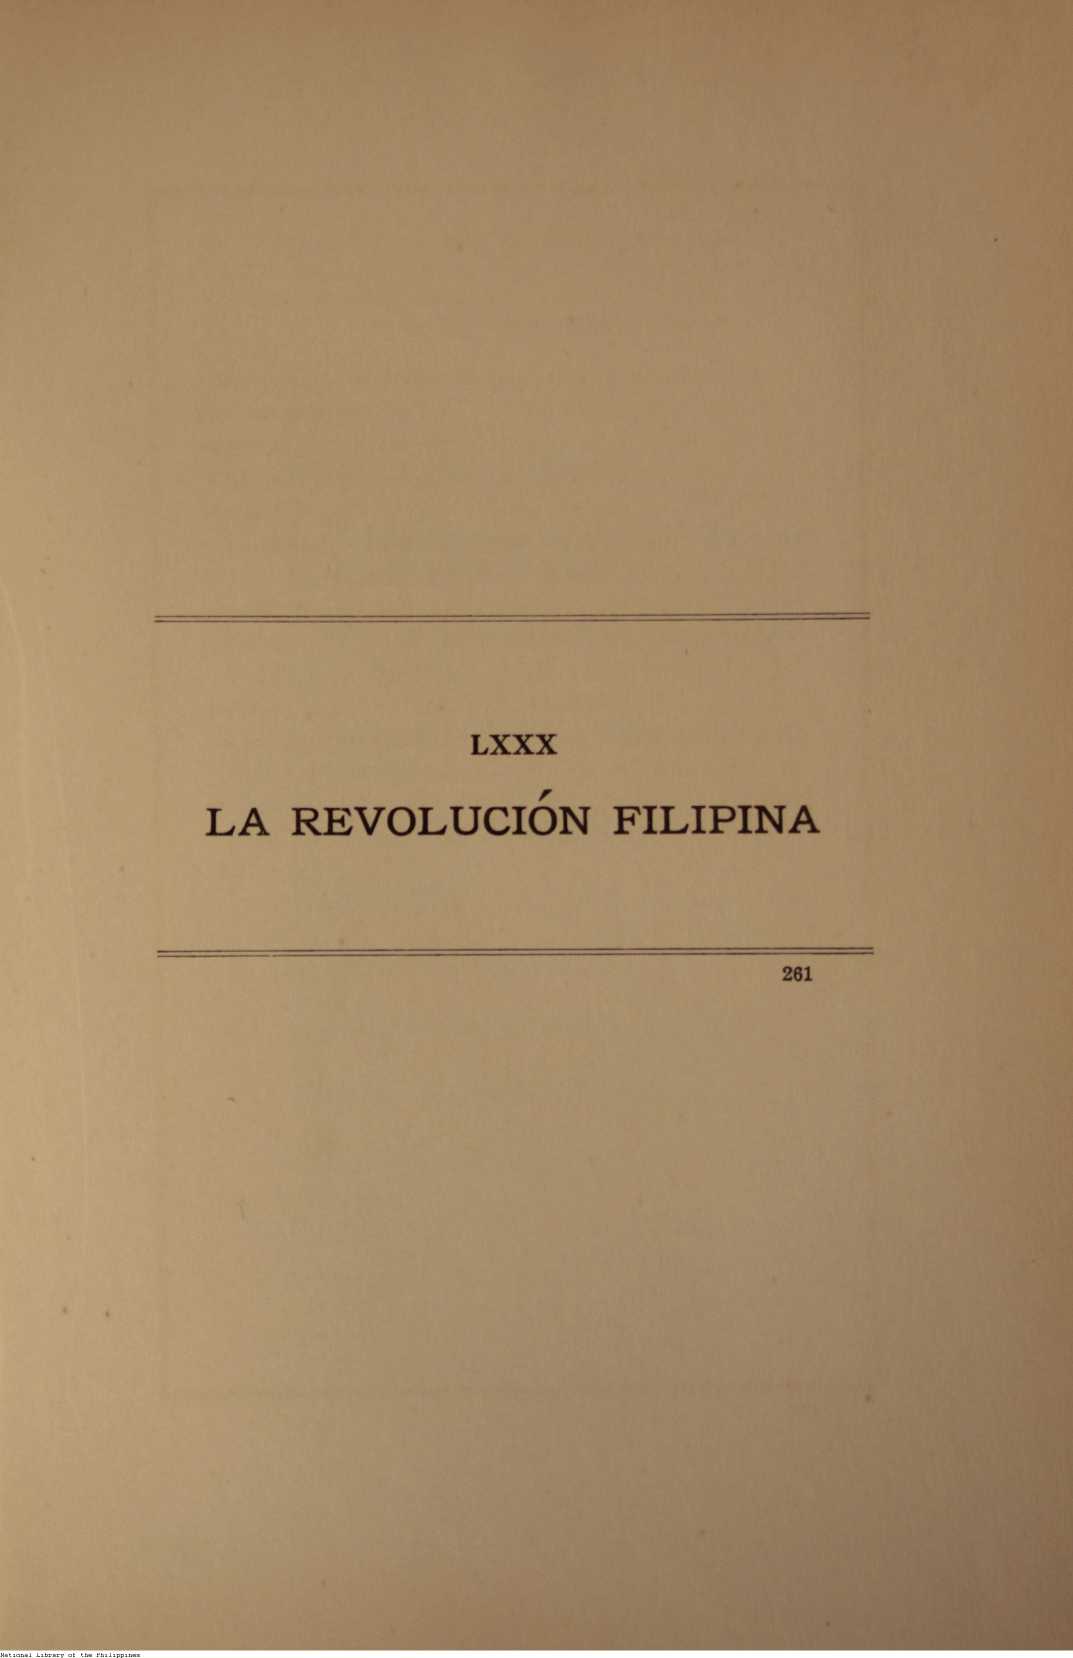 LXXX
LA REVOLUCIÓN FILIPINA
261
National Library of the Philippines